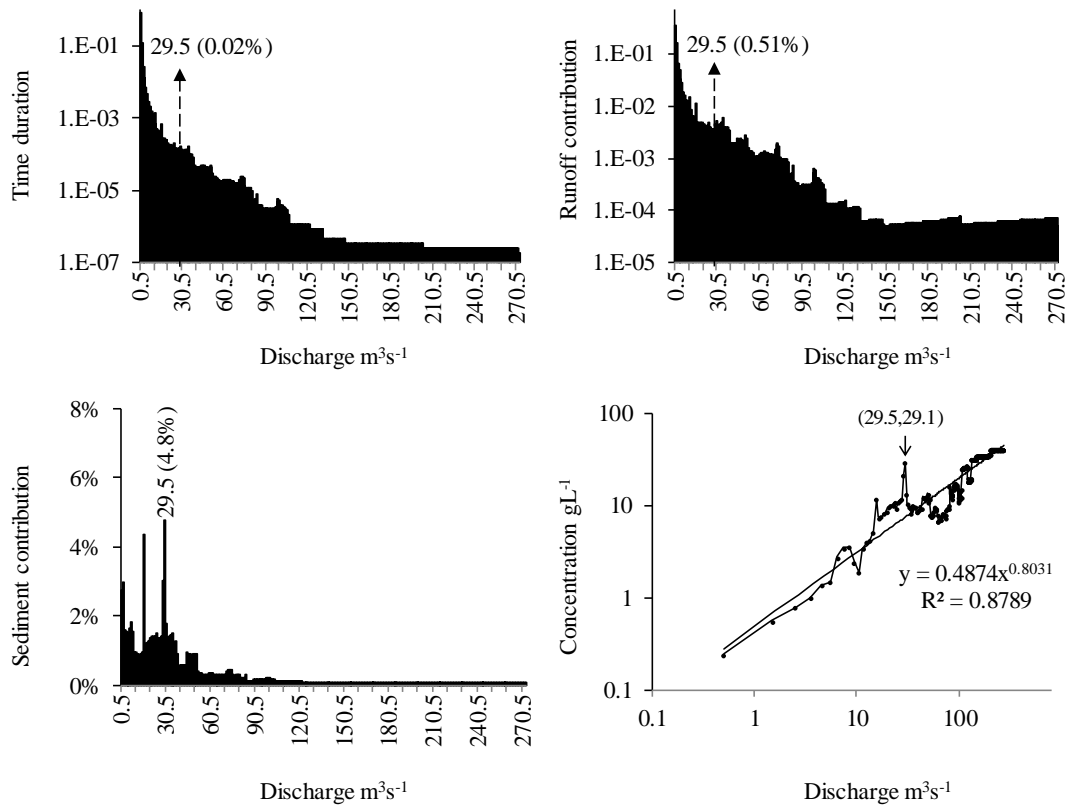 1.E-01
1.E-03
1.E-05
1.E-07
Time duration
29.5 (0.02%)
0.5
30.5
60.5
90.5
120.5
150.5
180.5
210.5
240.5
270.5
Discharge m³s⁻¹
1.E-01
1.E-02
1.E-03
1.E-04
1.E-05
Runoff contribution
29.5 (0.51%)
0.5
30.5
60.5
90.5
120.5
150.5
180.5
210.5
240.5
270.5
Discharge m³s⁻¹
8%
6%
4%
2%
0%
Sediment contribution
29.5 (4.8%)
0.5
30.5
60.5
90.5
120.5
150.5
180.5
210.5
240.5
270.5
Discharge m³s⁻¹
100
10
1
0.1
Concentration gL⁻¹
(29.5,29.1)
y = 0.4874x⁰·⁸⁰³¹
R² = 0.8789
0.1
1
10
100
Discharge m³s⁻¹